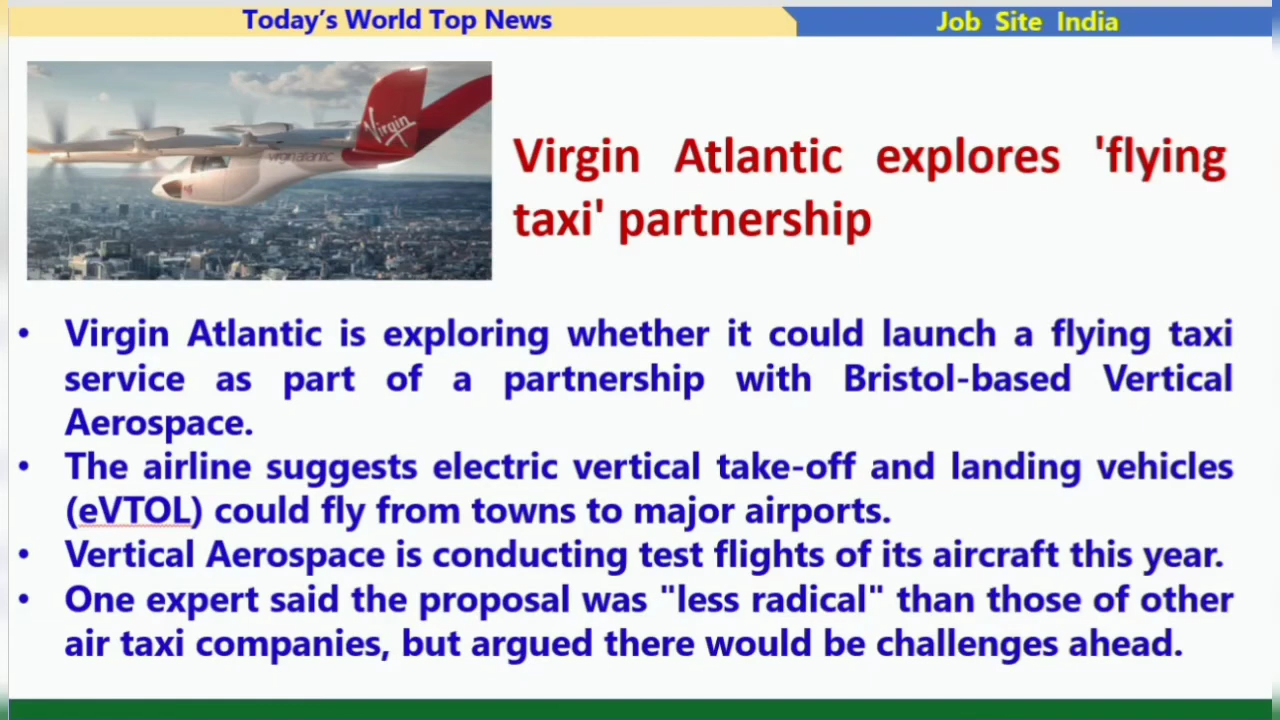 Today's World Top News
Job Site India
Virgin
virgin atlantic
Virgin Atlantic explores 'flying
taxi' partnership
• Virgin Atlantic is exploring whether it could launch a flying taxi
service as part of a partnership with Bristol-based Vertical
Aerospace.
• The airline suggests electric vertical take-off and landing vehicles
(eVTOL) could fly from towns to major airports.
• Vertical Aerospace is conducting test flights of its aircraft this year.
• One expert said the proposal was "less radical" than those of other
air taxi companies, but argued there would be challenges ahead.